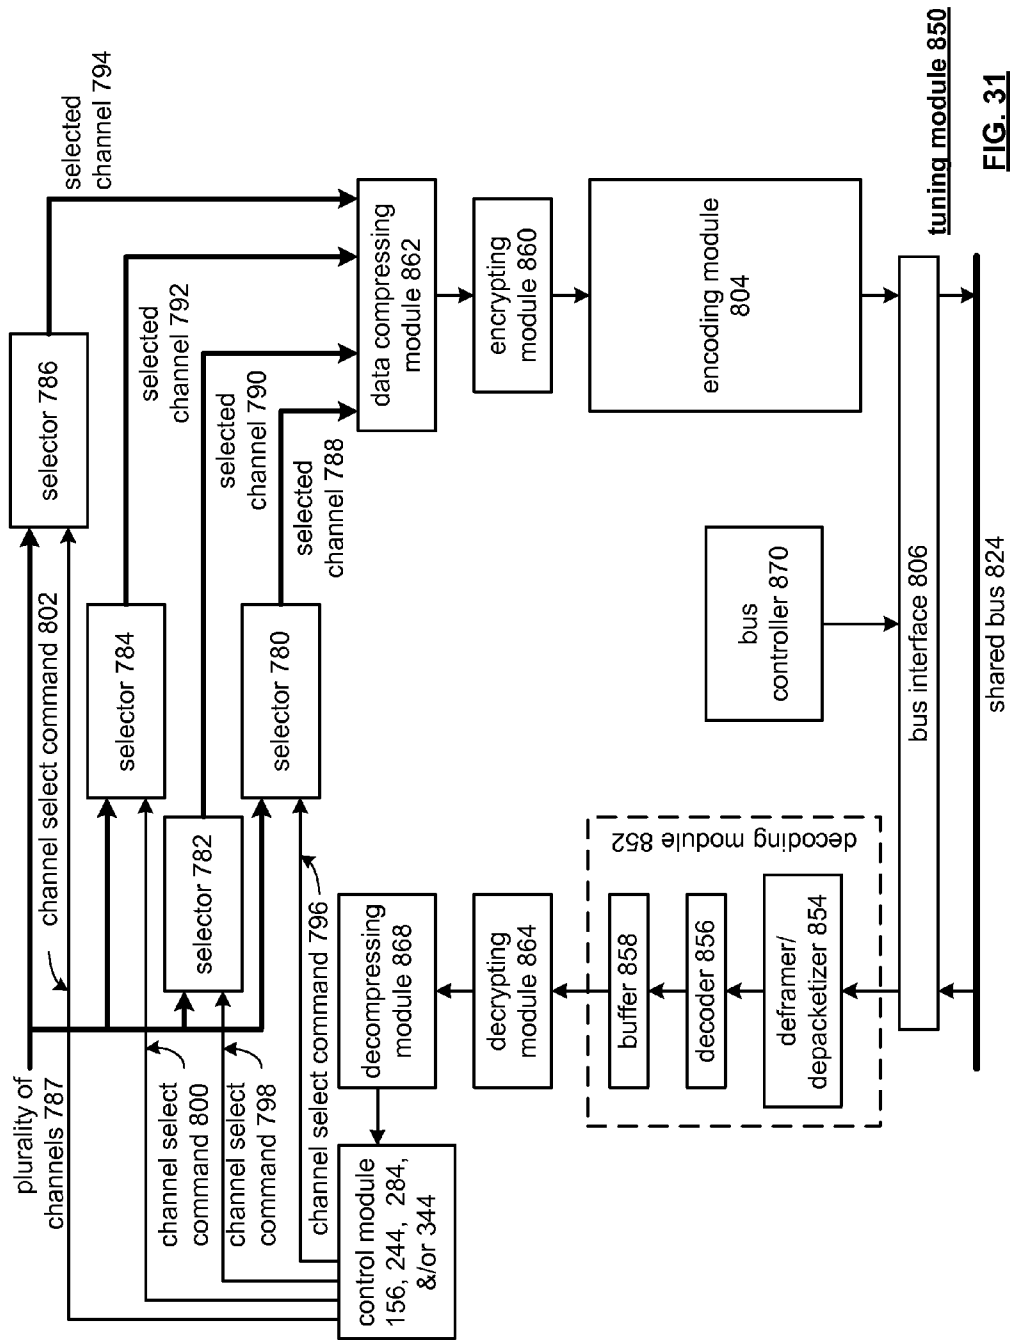 plurality of
channels 787
channel select command 802
selector 786
selected
channel 794
selector 784
selected
channel 792
selector 782
selected
channel 790
selector 780
selected
channel 788
channel select
command 800
channel select
command 798
channel select command 796
control module
156, 244, 284,
&/or 344
decompressing
module 868
decrypting
module 864
buffer 858
decoder 856
deframer/
depacketizer 854
decoding module 852
data compressing
module 862
encrypting
module 860
encoding module
804
bus
controller 870
bus interface 806
shared bus 824
tuning module 850
FIG. 31